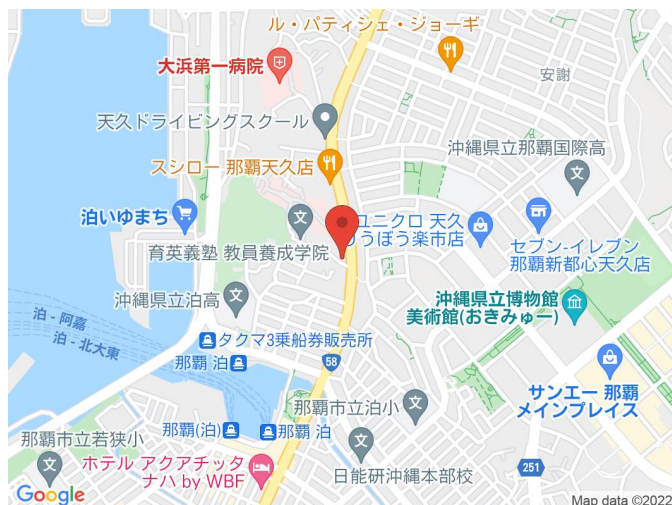 ル・パティシェ・ジョーギ
大浜第一病院
安謝
天久ドライビングスクール
沖縄県立那覇国際高
スシロー 那覇天久店
泊いゆまち
ユニクロ 天久
りうぼう楽市店
セブン-イレブン
那覇新都心天久店
育英義塾 教員養成学院
沖縄県立泊高
沖縄県立博物館
美術館(おきみゅー)
泊 - 阿嘉
泊 - 北大東
タクマ3乗船券販売所
那覇 泊
58
サンエー 那覇
メインプレイス
那覇市立泊小
那覇(泊)
那覇 泊
那覇市立若狭小
ホテル アクアチッタ
ナハ by WBF
日能研沖縄本部校
251
Google
Map data ©2022